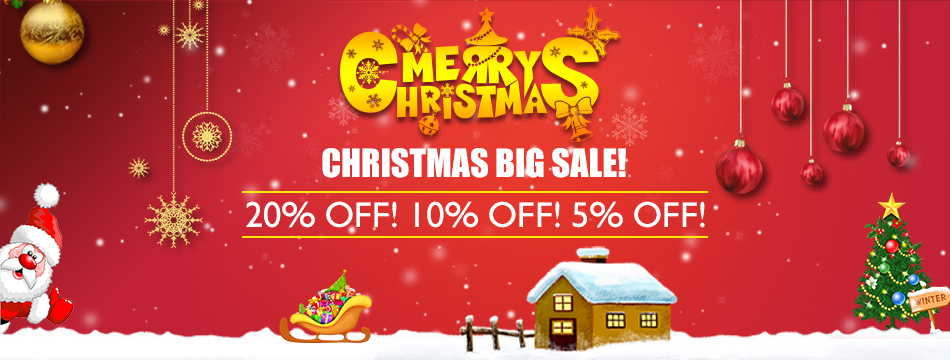 MERRY
CHRISTMAS
CHRISTMAS BIG SALE!
20% OFF! 10% OFF! 5% OFF!
WINTER